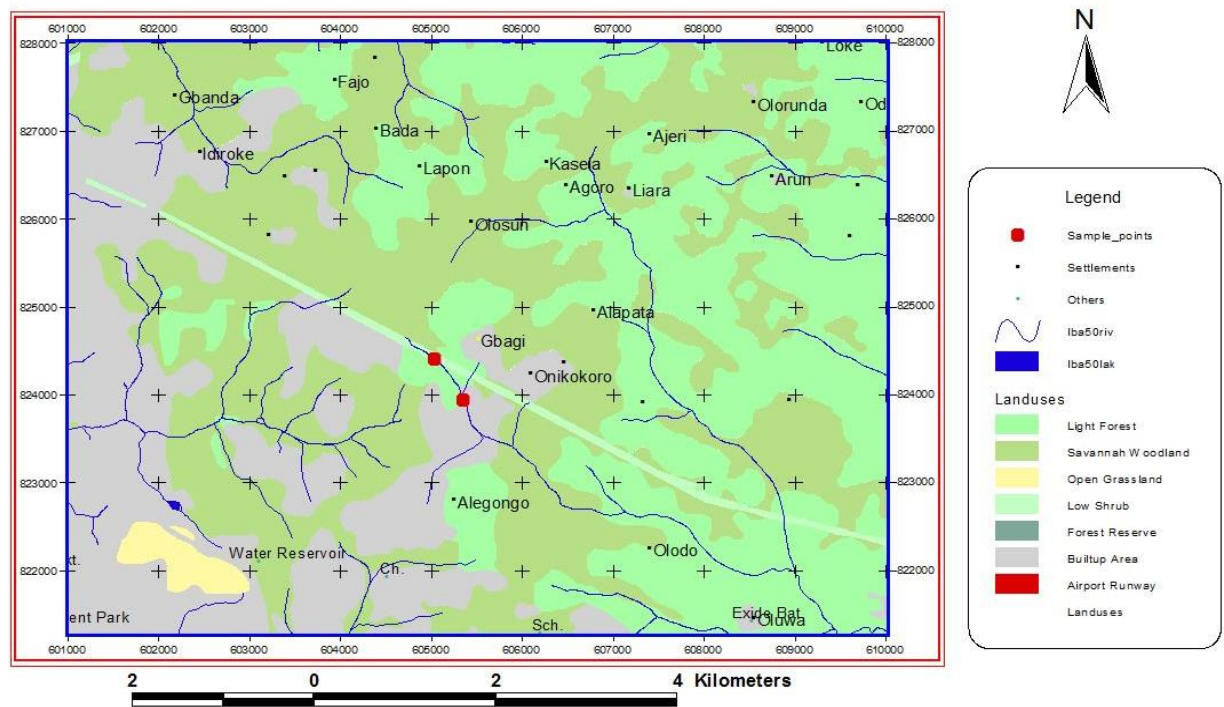 601000 602000 603000 604000 605000 606000 607000 608000 609000 610000
N
828000 828000
Loke
Fajo
Gbanda
Olorunda
Od
827000 827000
Bada
Ajeri
Idiroke
Lapon
Kasela
Agoro
Liara
Arun
826000 826000
Olosun
825000 825000
Alapata
Gbagi
Onikokoro
824000 824000
823000 823000
Alegongo
Water Reservoir
Olodo
822000 822000
Ch.
ent Park
Exide Bat
Sch.
Oluwa
601000 602000 603000 604000 605000 606000 607000 608000 609000 610000
2 0 2 4 Kilometers
Legend
Sample_points
Settlements
Others
Iba50riv
Iba50lak
Landuses
Light Forest
Savannah Woodland
Open Grassland
Low Shrub
Forest Reserve
Builtup Area
Airport Runway
Landuses